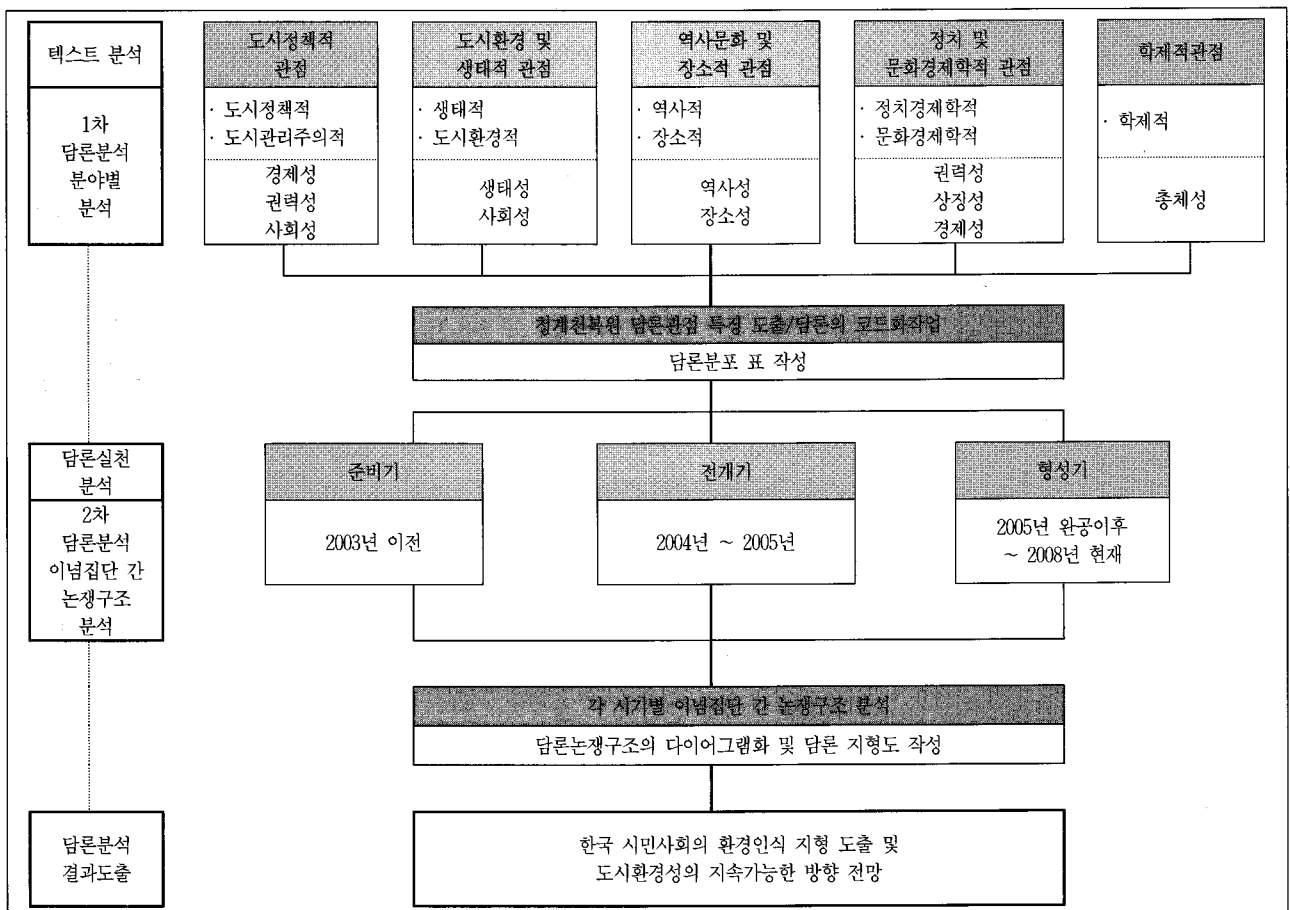 텍스트 분석
1차
담론분석
분야별
분석
도시정책적
관점
· 도시정책적
· 도시관리주의적
경제성
권력성
사회성
도시환경 및
생태적 관점
· 생태적
· 도시환경적
생태성
사회성
역사문화 및
장소적 관점
· 역사적
· 장소적
역사성
장소성
정치 및
문화경제학적 관점
· 정치경제학적
· 문화경제학적
권력성
상징성
경제성
학제적관점
· 학제적
총체성
청계천복원 담론관점 특징 도출/담론의 코드화작업
담론분포 표 작성
담론실천
분석
2차
담론분석
이념집단 간
논쟁구조
분석
준비기
2003년 이전
전개기
2004년 ~ 2005년
형성기
2005년 완공이후
~ 2008년 현재
각 시기별 이념집단 간 논쟁구조 분석
담론논쟁구조의 다이어그램화 및 담론 지형도 작성
담론분석
결과도출
한국 시민사회의 환경인식 지형 도출 및
도시환경성의 지속가능한 방향 전망